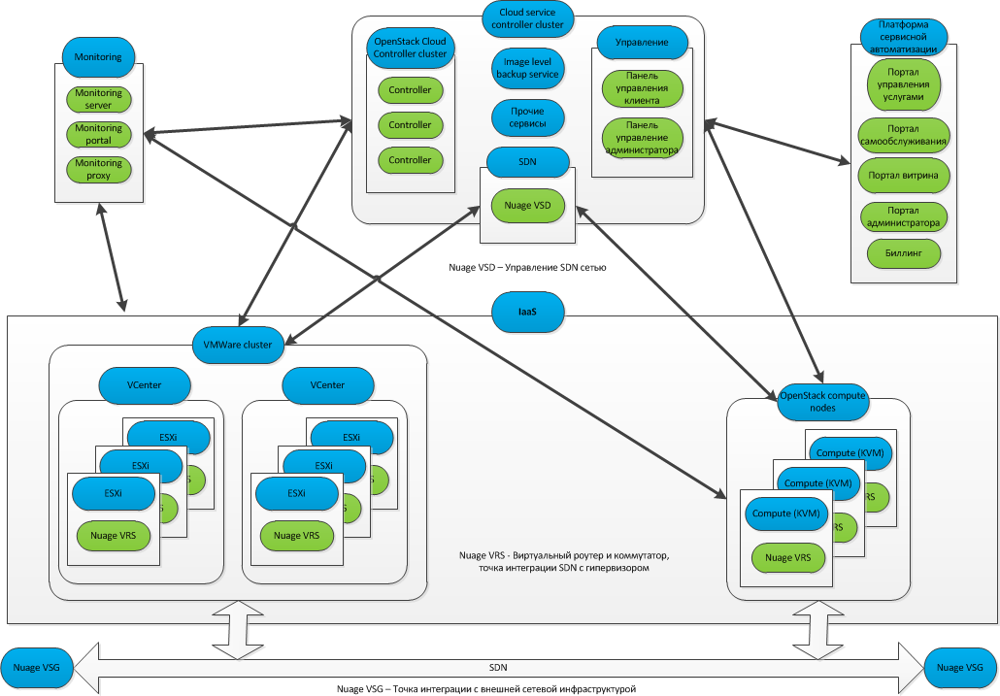 Cloud service
controller cluster
Monitoring
Monitoring
server
Monitoring
portal
Monitoring
proxy
OpenStack Cloud
Controller cluster
Controller
Controller
Controller
Image level
backup service
Прочие
сервисы
SDN
Nuage VSD
Управление
Панель
управления
клиента
Панель
управление
администратора
Платформа
сервисной
автоматизации
Портал
управления
услугами
Портал
самообслуживания
Портал витрина
Портал
администратора
Биллинг
Nuage VSD – Управление SDN сетью
IaaS
VMWare cluster
VCenter
ESXi
ESXi
S
ESXi
S
Nuage VRS
VCenter
ESXi
ESXi
S
ESXi
S
Nuage VRS
OpenStack compute
nodes
Compute (KVM)
Compute (KVM)
RS
Compute (KVM)
RS
Nuage VRS
Nuage VRS - Виртуальный роутер и коммутатор,
точка интеграции SDN с гипервизором
Nuage VSG
SDN
Nuage VSG
Nuage VSG – Точка интеграции с внешней сетевой инфраструктурой